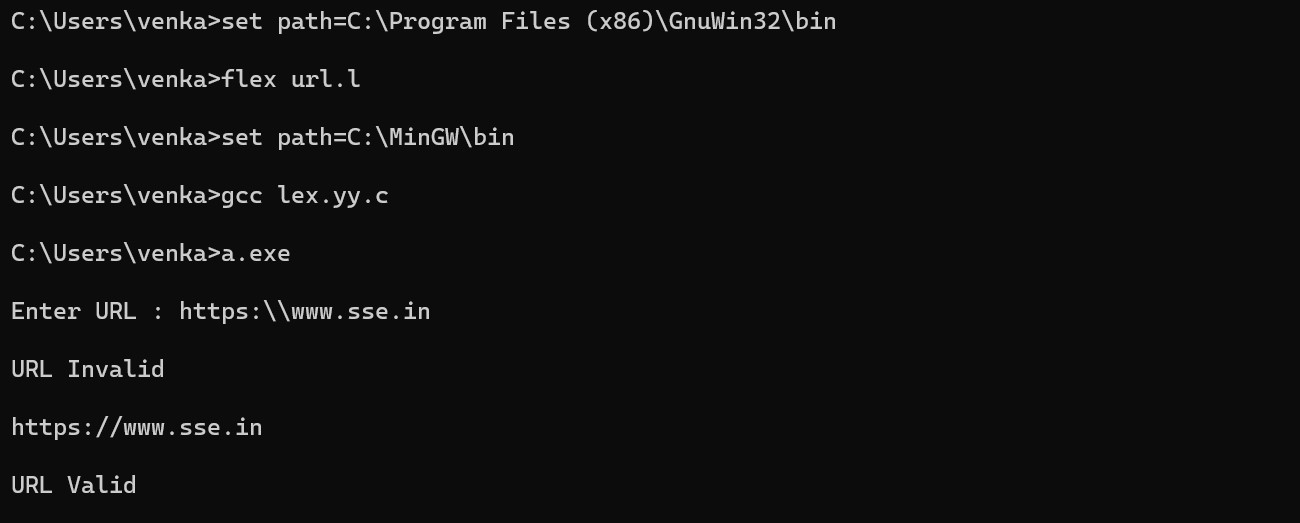 C:\Users\venka>set path=C:\Program Files (x86)\GnuWin32\bin
C:\Users\venka>flex url.l
C:\Users\venka>set path=C:\MinGW\bin
C:\Users\venka>gcc lex.yy.c
C:\Users\venka>a.exe
Enter URL : https:\\www.sse.in
URL Invalid
https://www.sse.in
URL Valid